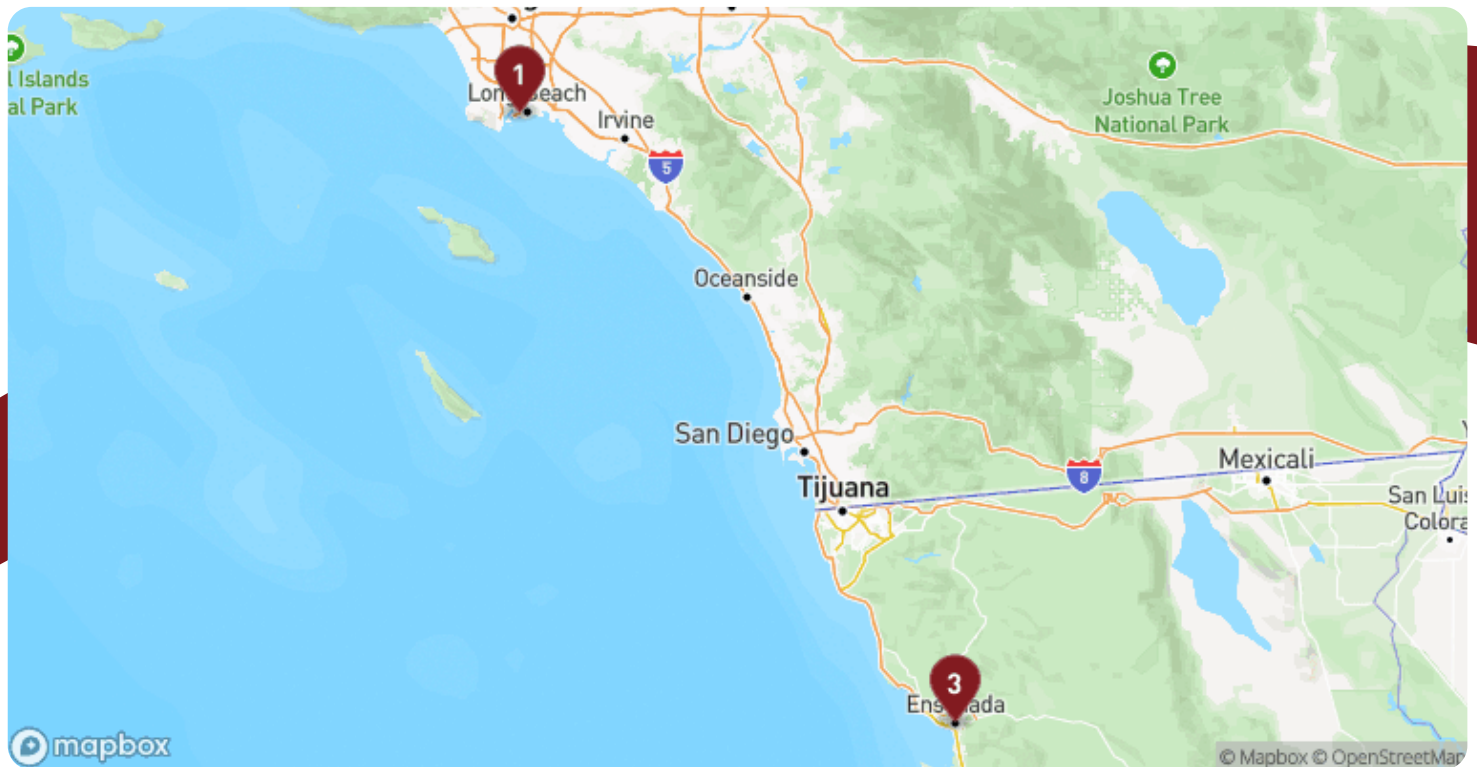 1
Long Beach
l Islands
al Park
Irvine
5
Joshua Tree
National Park
Oceanside
San Diego
Tijuana
8
Mexicali
San Luis
Colora
3
Ensenada
mapbox
© Mapbox © OpenStreetMap